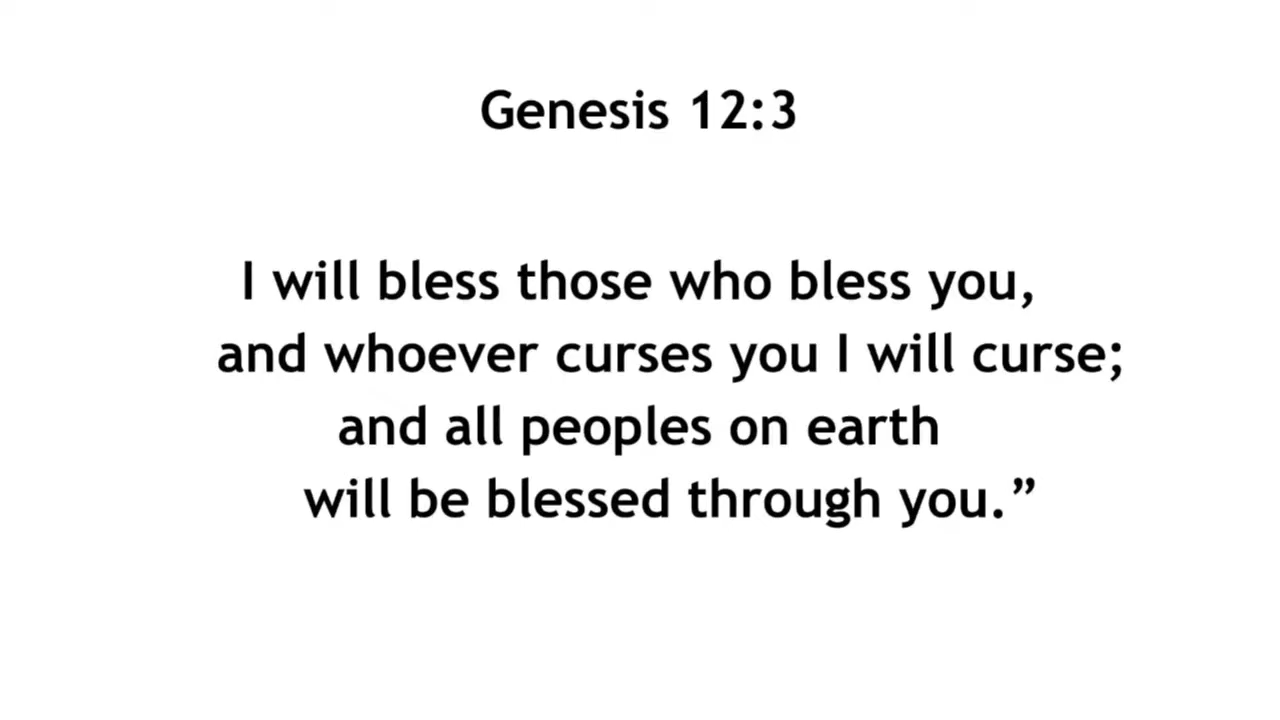 Genesis 12:3
I will bless those who bless you,
and whoever curses you I will curse;
and all peoples on earth
will be blessed through you.”